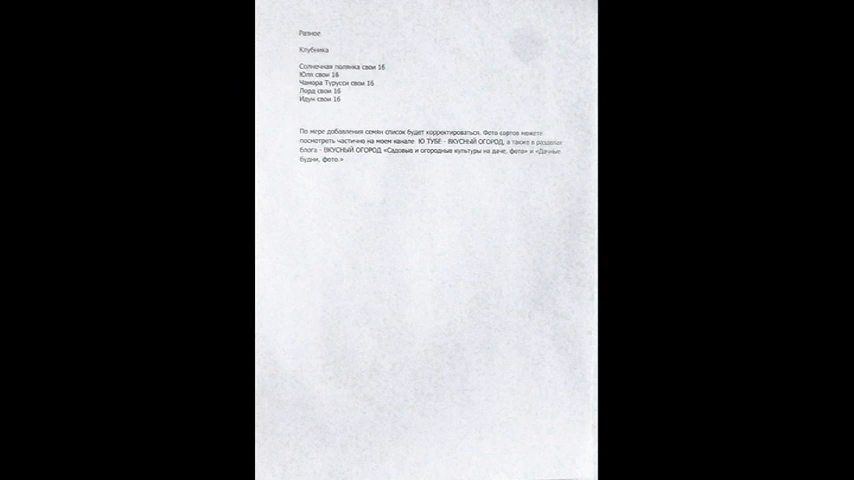 Разное
Клубника
Солнечная полянка свои 16
Юля свои 16
Чамора Турусси свои 16
Лорд свои 16
Идун свои 16
По мере добавления семян список будет корректироваться. Фото сортов можете
посмотреть частично на моем канале Ю ТУБЕ - ВКУСНЫЙ ОГОРОД, а также в разделах
блога - ВКУСНЫЙ ОГОРОД «Садовые и огородные культуры на даче, фото» и «Дачные
будни, фото.»